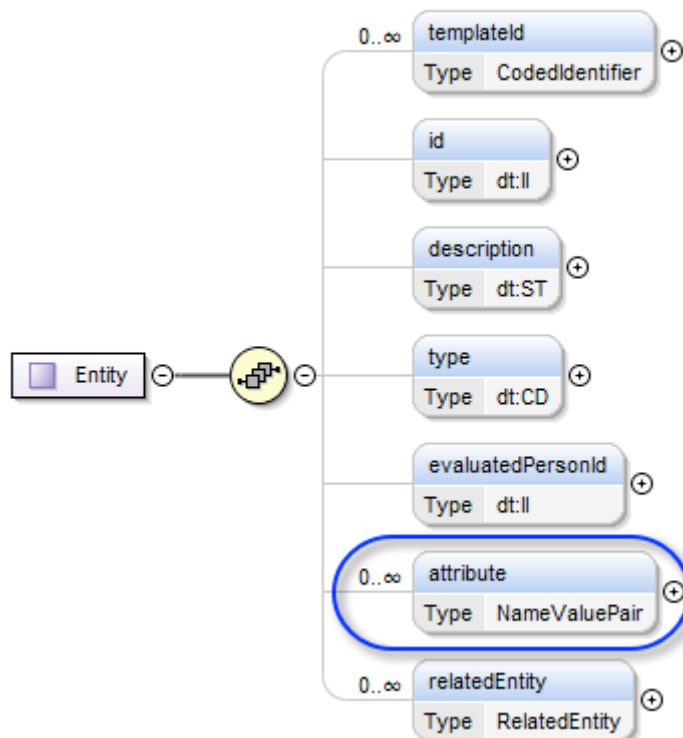 0..∞ templateId
Type CodedIdentifier
id
Type dt:II
description
Type dt:ST
type
Type dt:CD
Entity
evaluatedPersonId
Type dt:II
0..∞ attribute
Type NameValuePair
0..∞ relatedEntity
Type RelatedEntity